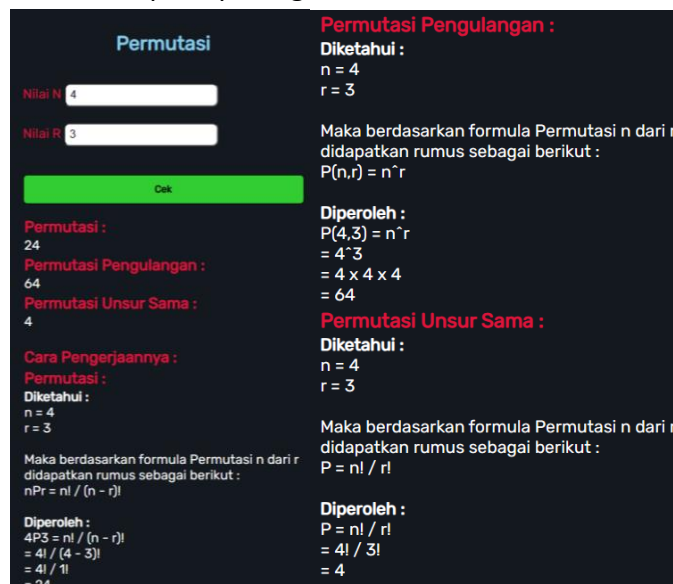 Permutasi
Nilai N 4
Nilai R 3
Cek
Permutasi :
24
Permutasi Pengulangan :
64
Permutasi Unsur Sama :
4
Cara Pengerjaannya :
Permutasi :
Diketahui :
n = 4
r = 3
Maka berdasarkan formula Permutasi n dari r
didapatkan rumus sebagai berikut :
nPr = n! / (n - r)!
Diperoleh :
4P3 = n! / (n - r)!
= 4! / (4 - 3)!
= 4! / 1!
= 24
Permutasi Pengulangan :
Diketahui :
n = 4
r = 3
Maka berdasarkan formula Permutasi n dari r
didapatkan rumus sebagai berikut :
P(n,r) = n^r
Diperoleh :
P(4,3) = n^r
= 4^3
= 4 x 4 x 4
= 64
Permutasi Unsur Sama :
Diketahui :
n = 4
r = 3
Maka berdasarkan formula Permutasi n dari r
didapatkan rumus sebagai berikut :
P = n! / r!
Diperoleh :
P = n! / r!
= 4! / 3!
= 4